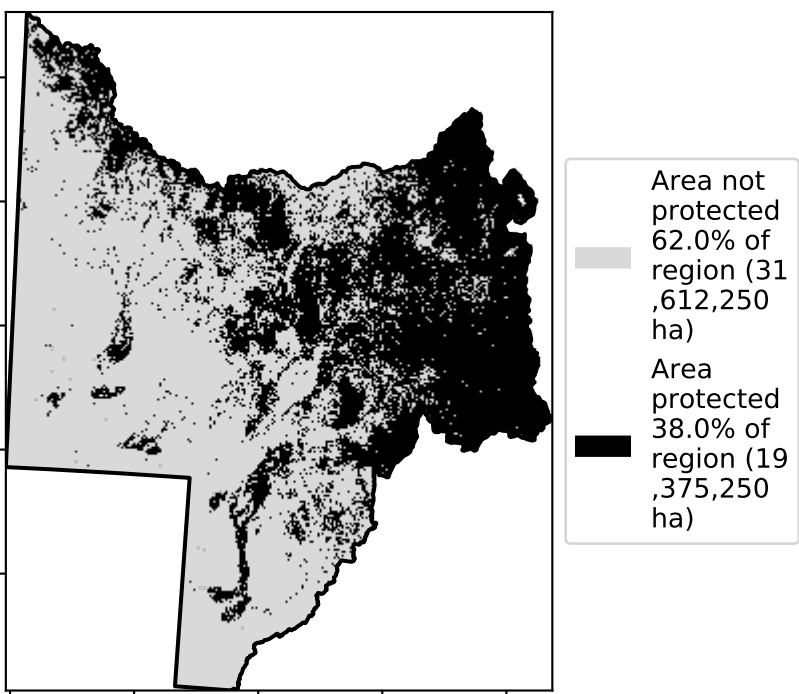 Area not
protected
62.0% of
region (31
,612,250
ha)
Area
protected
38.0% of
region (19
,375,250
ha)